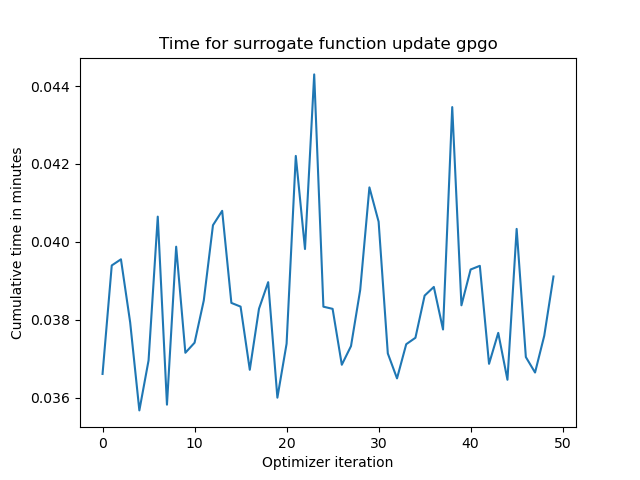 Time for surrogate function update gpgo
Cumulative time in minutes
0.044
0.042
0.040
0.038
0.036
0 10 20 30 40 50
Optimizer iteration